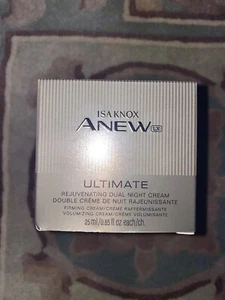 ISA KNOX
ANEW LX
ULTIMATE
REJUVENATING DUAL NIGHT CREAM
DOUBLE CRÈME DE NUIT RAJEUNISSANTE
FIRMING CREAM/CRÈME RAFFERMISSANTE
VOLUMIZING CREAM/CRÈME VOLUMISANTE
25 ml/0.85 fl oz each/ch.